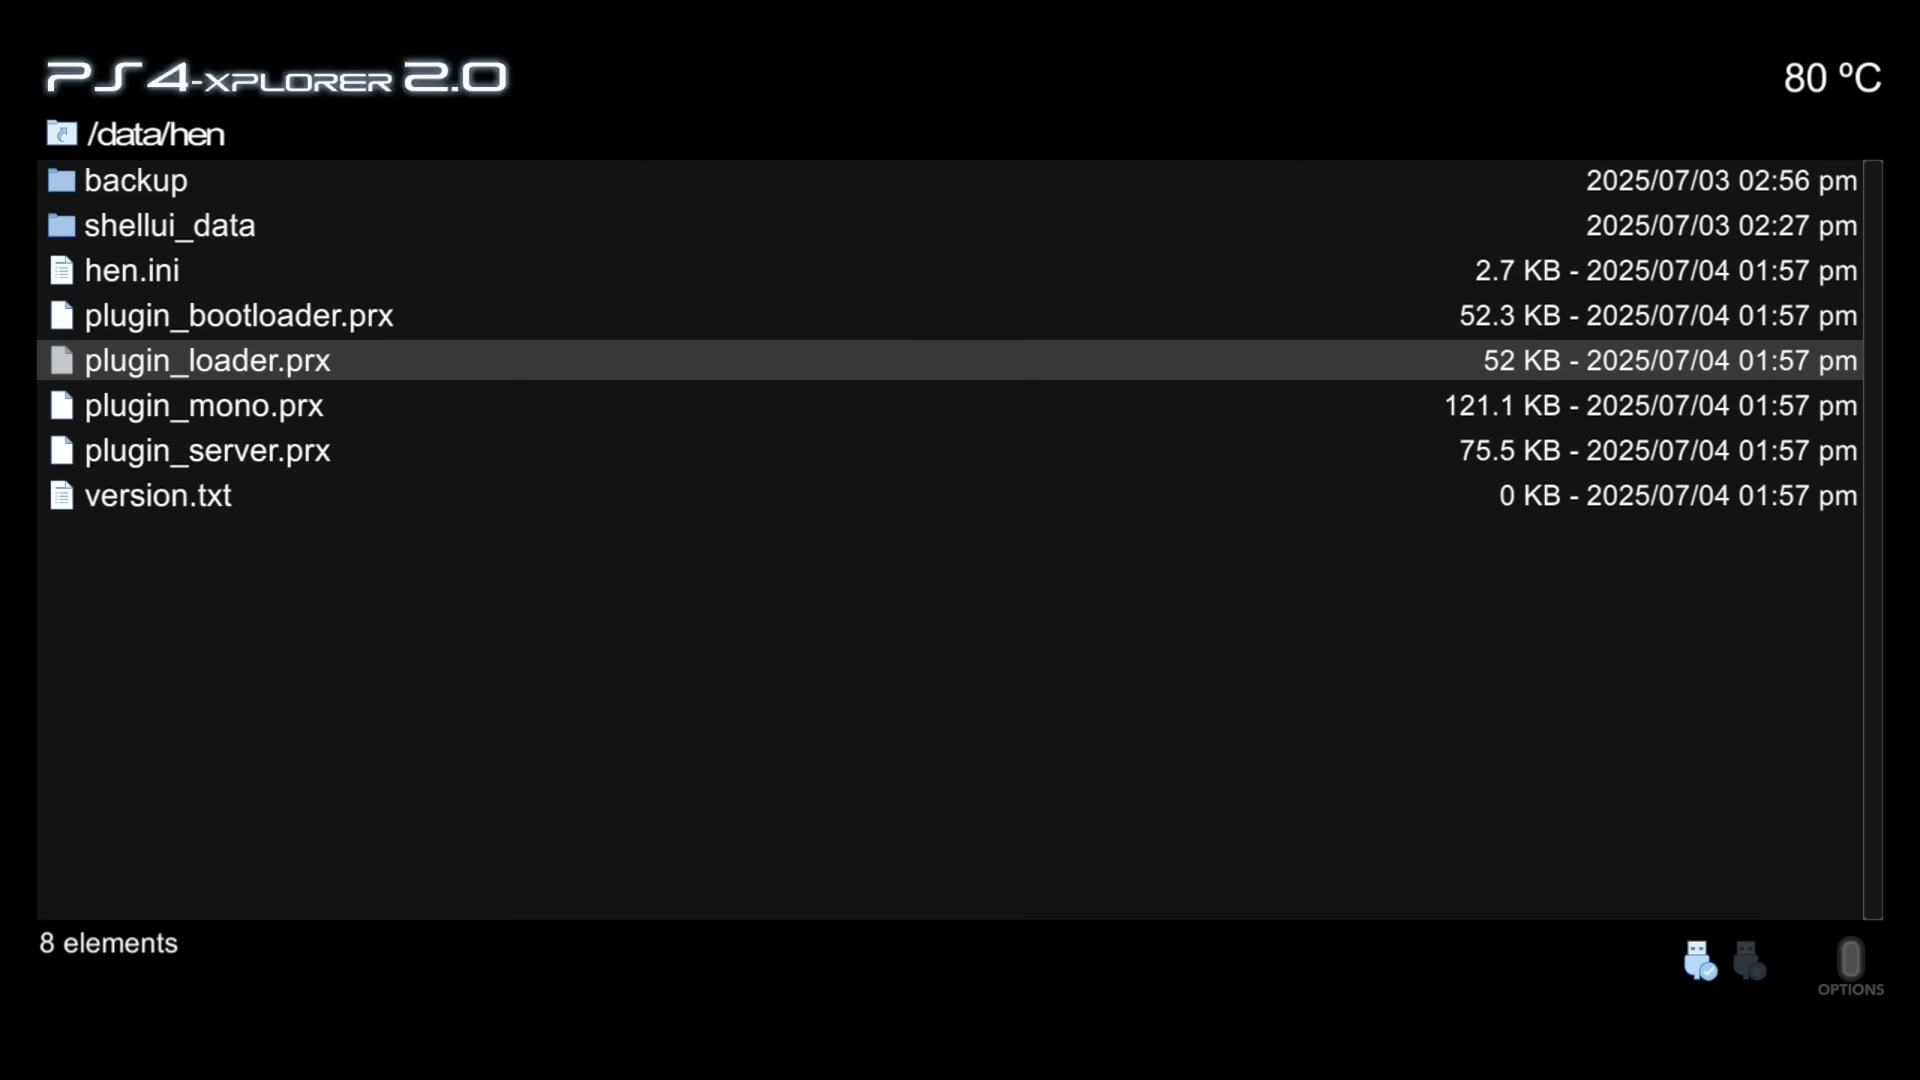 PS4-XPLORER 2.0
80 ºC
/data/hen
backup 2025/07/03 02:56 pm
shellui_data 2025/07/03 02:27 pm
hen.ini 2.7 KB - 2025/07/04 01:57 pm
plugin_bootloader.prx 52.3 KB - 2025/07/04 01:57 pm
plugin_loader.prx 52 KB - 2025/07/04 01:57 pm
plugin_mono.prx 121.1 KB - 2025/07/04 01:57 pm
plugin_server.prx 75.5 KB - 2025/07/04 01:57 pm
version.txt 0 KB - 2025/07/04 01:57 pm
8 elements
OPTIONS